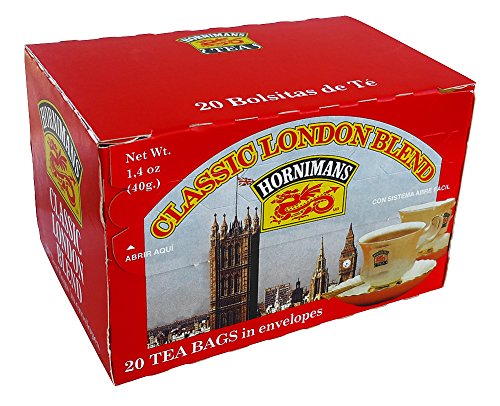 HORNIMANS
TEA
20 Bolsitas de Té
Net Wt.
1,4 oz
(40g.)
CLASSIC LONDON BLEND
HORNIMANS
CON SISTEMA ABRE FACIL
ABRIR AQUÍ
20 TEA BAGS in envelopes
HORNIMANS
CLASSIC
LONDON
BLEND